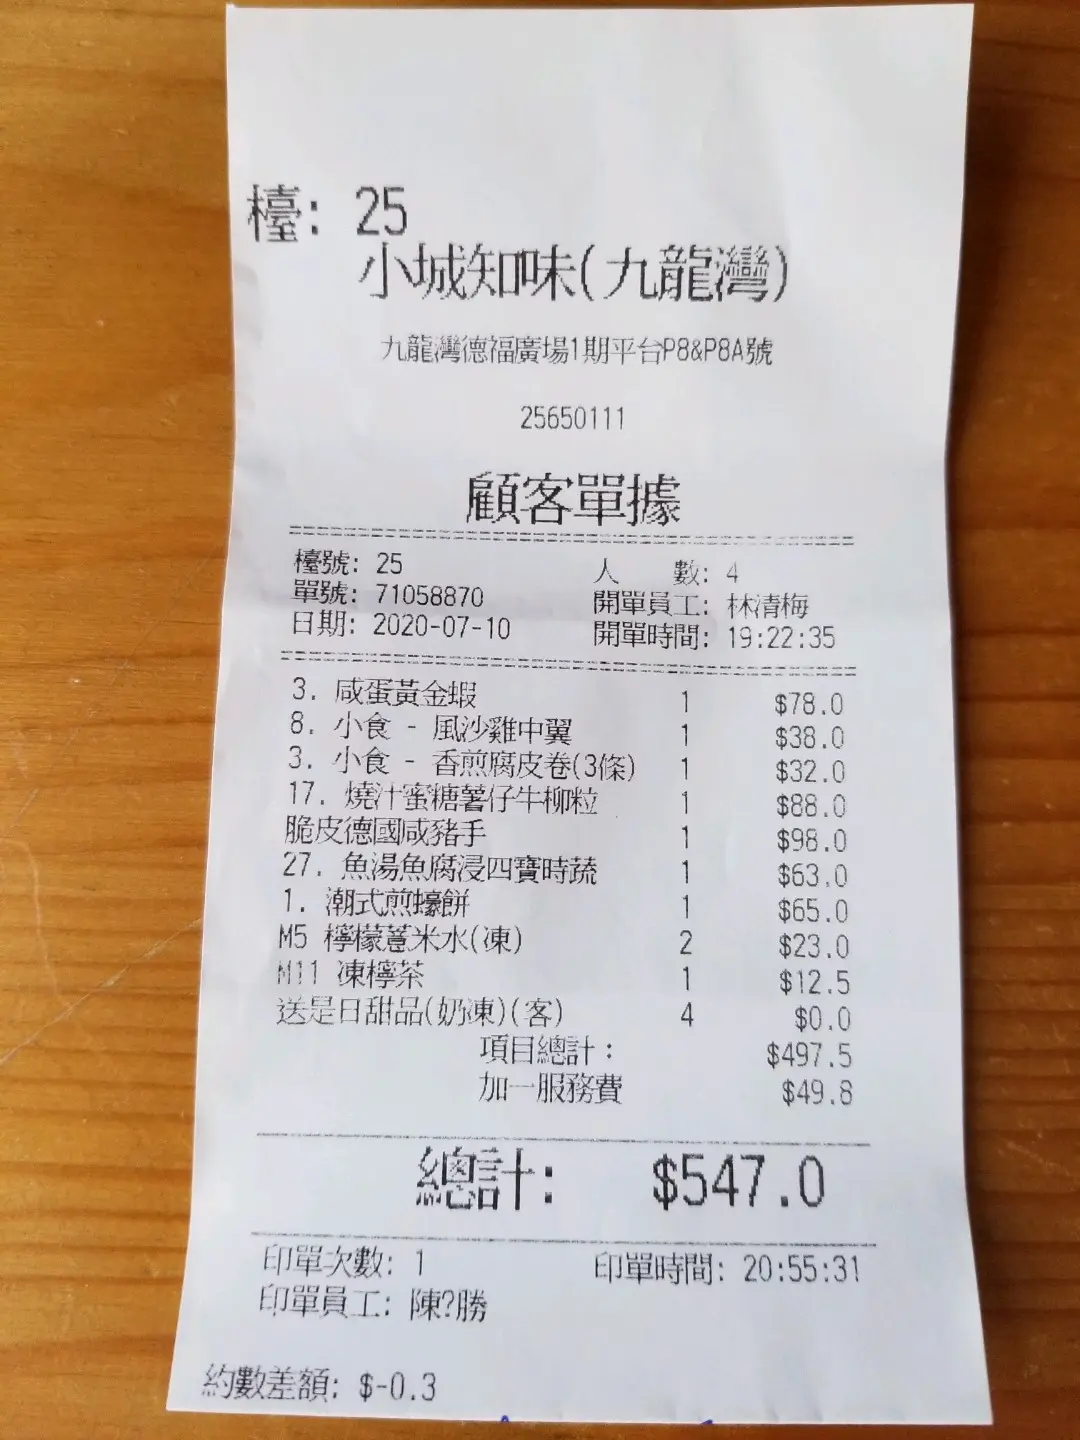 檯: 25
小城知味(九龍灣)
九龍灣德福廣場1期平台P8&P8A號
25650111
顧客單據
檯號: 25 人 數: 4
單號: 71058870 開單員工: 林清梅
日期: 2020-07-10 開單時間: 19:22:35
3. 咸蛋黃金蝦 1 $78.0
8. 小食 - 風沙雞中翼 1 $38.0
3. 小食 - 香煎腐皮卷(3條) 1 $32.0
17. 燒汁蜜糖薯仔牛柳粒 1 $88.0
脆皮德國咸豬手 1 $98.0
27. 魚湯魚腐浸四寶時蔬 1 $63.0
1. 潮式煎蠔餅 1 $65.0
M5 檸檬薏米水(凍) 2 $23.0
M11 凍檸茶 1 $12.5
送是日甜品(奶凍)(客) 4 $0.0
項目總計: $497.5
加一服務費 $49.8
總計: $547.0
印單次數: 1 印單時間: 20:55:31
印單員工: 陳?勝
約數差額: $-0.3